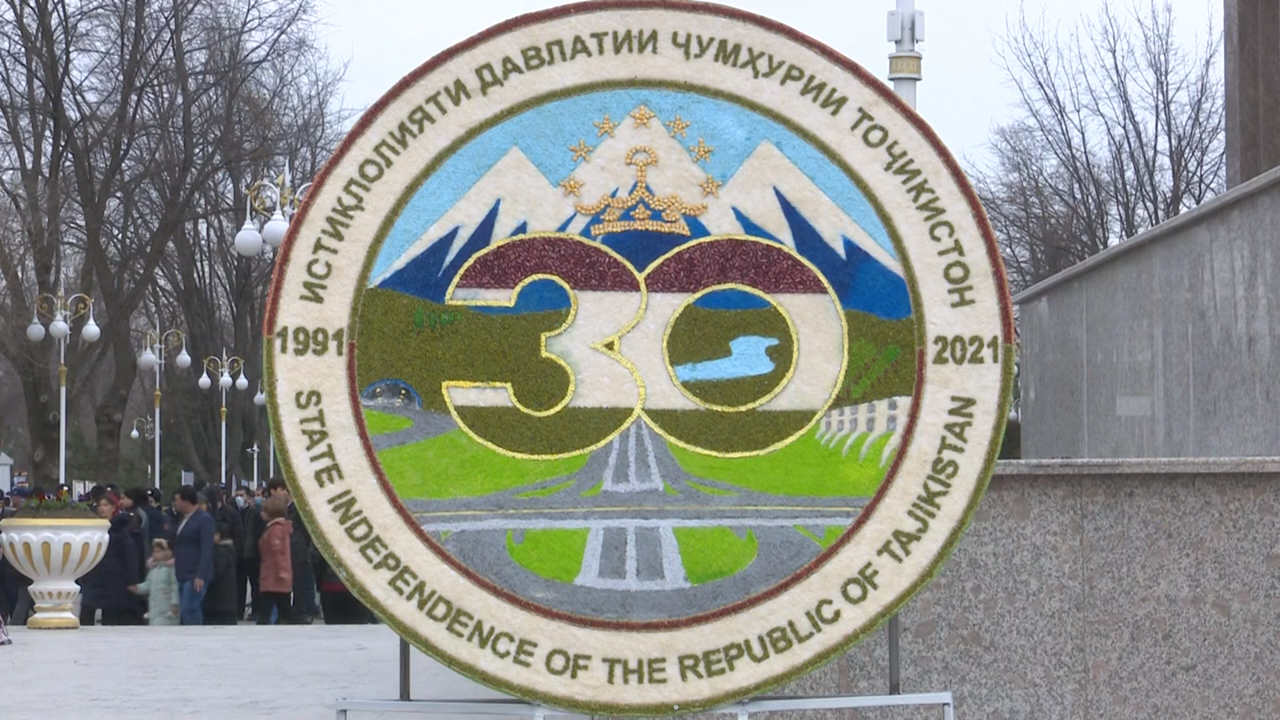 ИСТИҚЛОЛИЯТИ ДАВЛАТИИ ҶУМҲУРИИ ТОҶИКИСТОН
1991
30
2021
STATE INDEPENDENCE OF THE REPUBLIC OF TAJIKISTAN